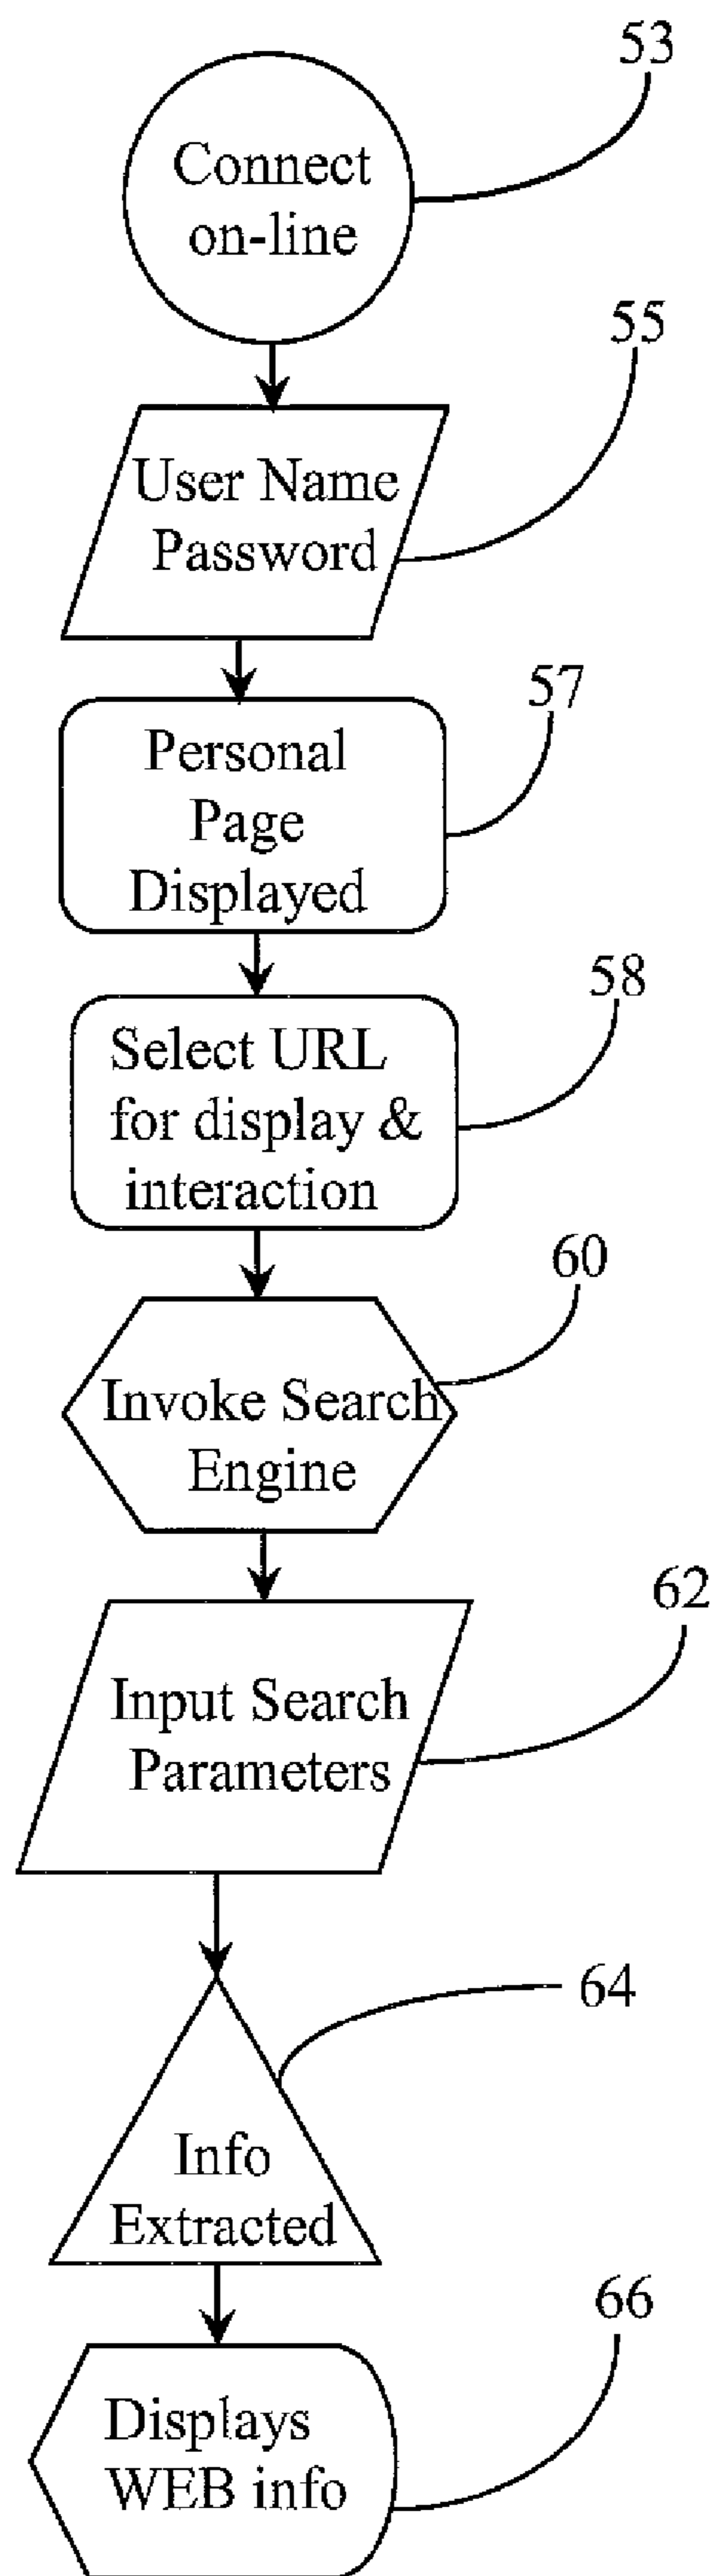 53
Connect
on-line
55
User Name
Password
57
Personal
Page
Displayed
58
Select URL
for display &
interaction
60
Invoke Search
Engine
62
Input Search
Parameters
64
Info
Extracted
66
Displays
WEB info